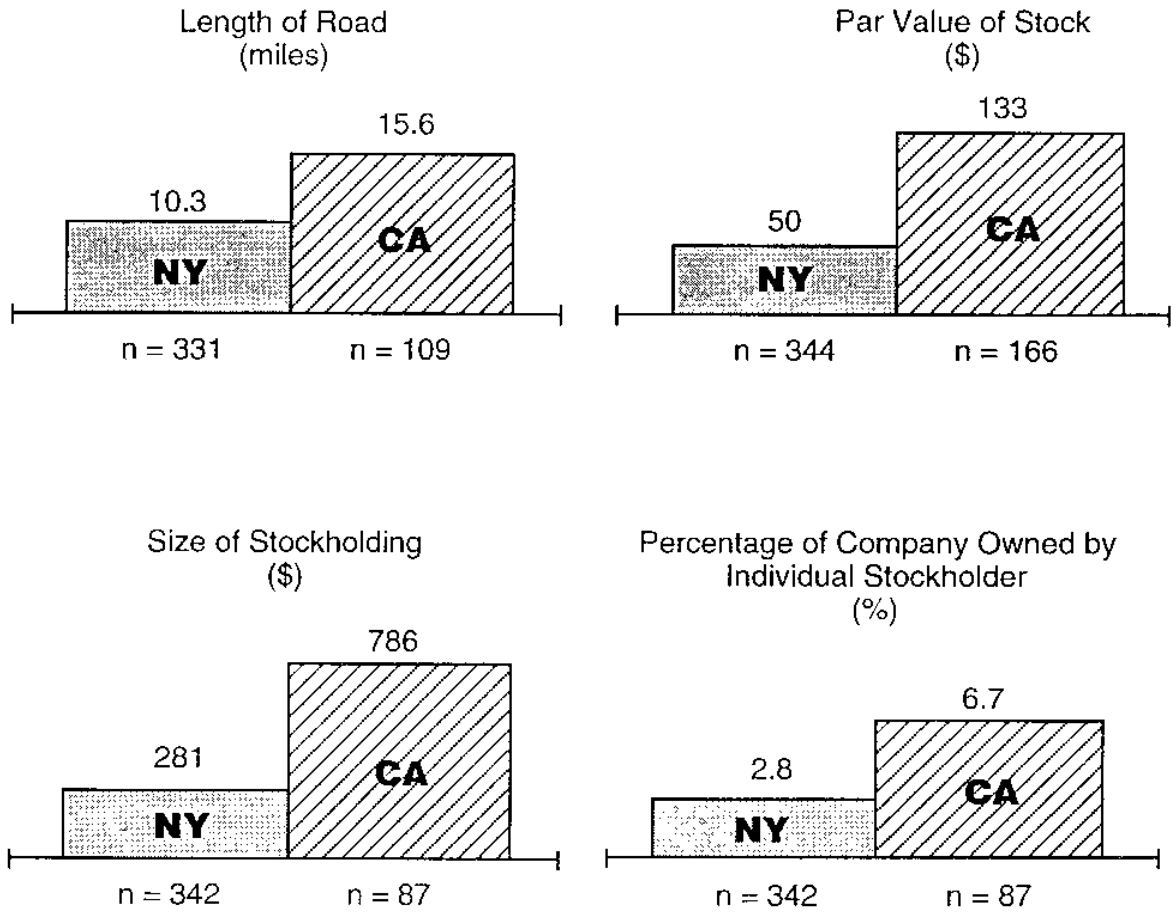 Length of Road
(miles)
10.3
15.6
NY
CA
n = 331
n = 109
Par Value of Stock
($)
50
133
NY
CA
n = 344
n = 166
Size of Stockholding
($)
281
786
NY
CA
n = 342
n = 87
Percentage of Company Owned by
Individual Stockholder
(%)
2.8
6.7
NY
CA
n = 342
n = 87